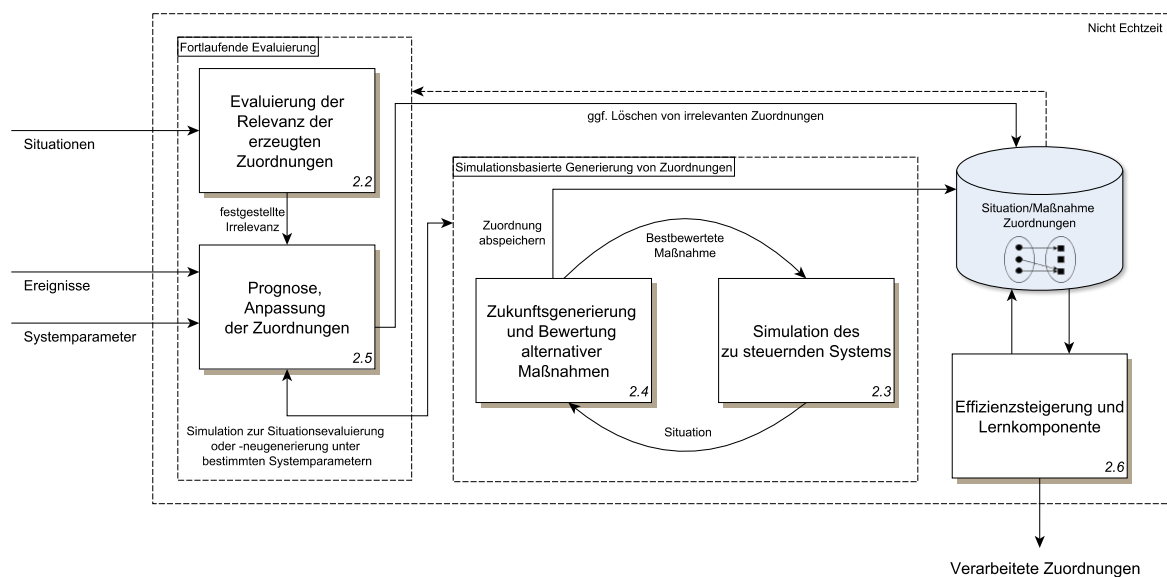 Nicht Echtzeit
Fortlaufende Evaluierung
Evaluierung der
Relevanz der
erzeugten
Zuordnungen
2.2
Situationen
ggf. Löschen von irrelevanten Zuordnungen
festgestellte
Irrelevanz
Simulationsbasierte Generierung von Zuordnungen
Zuordnung
abspeichern
Bestbewertete
Maßnahme
Situation/Maßnahme
Zuordnungen
Ereignisse
Systemparameter
Prognose,
Anpassung
der Zuordnungen
2.5
Zukunftsgenerierung
und Bewertung
alternativer
Maßnahmen
2.4
Simulation des
zu steuernden Systems
2.3
Situation
Effizienzsteigerung und
Lernkomponente
2.6
Simulation zur Situationsevaluierung
oder -neugenerierung unter
bestimmten Systemparametern
Verarbeitete Zuordnungen